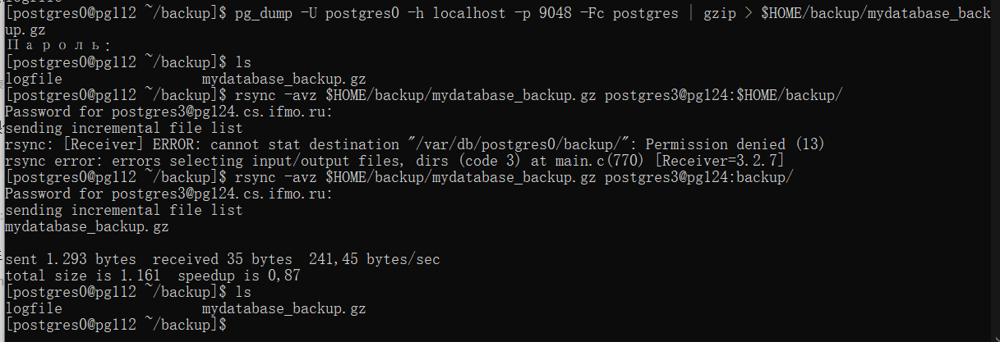 [postgres0@pg112 ~/backup]$ pg_dump -U postgres0 -h localhost -p 9048 -Fc postgres | gzip > $HOME/backup/mydatabase_back
up.gz
Пароль:
[postgres0@pg112 ~/backup]$ ls
logfile mydatabase_backup.gz
[postgres0@pg112 ~/backup]$ rsync -avz $HOME/backup/mydatabase_backup.gz postgres3@pg124:$HOME/backup/
Password for postgres3@pg124.cs.ifmo.ru:
sending incremental file list
rsync: [Receiver] ERROR: cannot stat destination "/var/db/postgres0/backup/": Permission denied (13)
rsync error: errors selecting input/output files, dirs (code 3) at main.c(770) [Receiver=3.2.7]
[postgres0@pg112 ~/backup]$ rsync -avz $HOME/backup/mydatabase_backup.gz postgres3@pg124:backup/
Password for postgres3@pg124.cs.ifmo.ru:
sending incremental file list
mydatabase_backup.gz
sent 1.293 bytes received 35 bytes 241,45 bytes/sec
total size is 1.161 speedup is 0,87
[postgres0@pg112 ~/backup]$ ls
logfile mydatabase_backup.gz
[postgres0@pg112 ~/backup]$